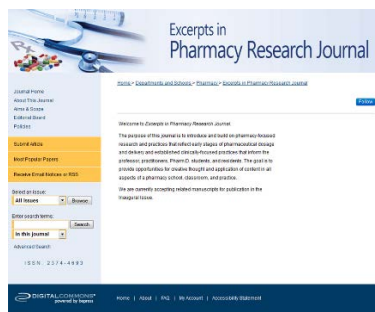 Excerpts in
Pharmacy Research Journal
Home > Departments and Schools > Pharmacy > Excerpts in Pharmacy Research Journal
Journal Home
About This Journal
Aims & Scope
Editorial Board
Policies
Follow
Submit Article
Most Popular Papers
Receive Email Notices or RSS
Select an issue:
All Issues
Browse
Enter search terms:
Search
in this journal
Advanced Search
Welcome to Excerpts in Pharmacy Research Journal.
The purpose of this journal is to introduce and build on pharmacy-focused
research and practices that reflect early stages of pharmaceutical dosage
and delivery and established clinically-focused practices that inform the
professor, practitioners, Pharm.D. students, and residents. The goal is to
provide opportunities for creative thought and application of content in all
aspects of a pharmacy school, classroom, and practice.
We are currently accepting related manuscripts for publication in the
inaugural issue.
ISSN: 2374-4093
DIGITALCOMMONS
powered by bepress
Home | About | FAQ | My Account | Accessibility Statement